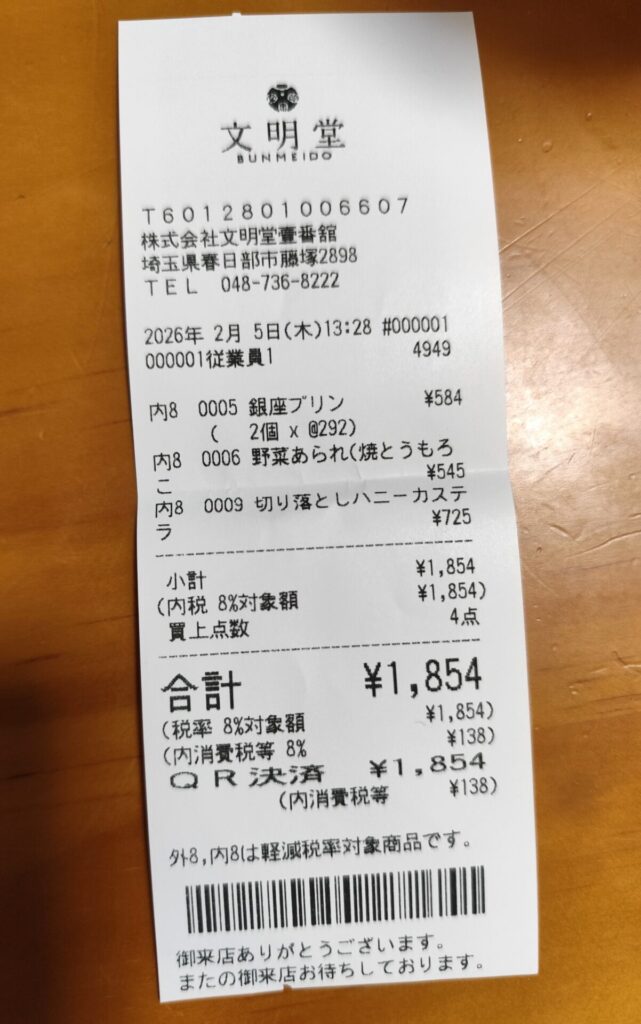 文明堂
BUNMEIDO
T6012801006607
株式会社文明堂壹番舘
埼玉県春日部市藤塚2898
TEL 048-736-8222
2026年 2月 5日(木)13:28 #000001
000001従業員1 4949
内8 0005 銀座プリン ¥584
( 2個 x @292)
内8 0006 野菜あられ(焼とうもろ
こ ¥545
内8 0009 切り落としハニーカステ
ラ ¥725
小計 ¥1,854
(内税 8%対象額 ¥1,854)
買上点数 4点
合計 ¥1,854
(税率 8%対象額 ¥1,854)
(内消費税等 8% ¥138)
QR決済 ¥1,854
(内消費税等 ¥138)
外8,内8は軽減税率対象商品です。
御来店ありがとうございます。
またの御来店お待ちしております。